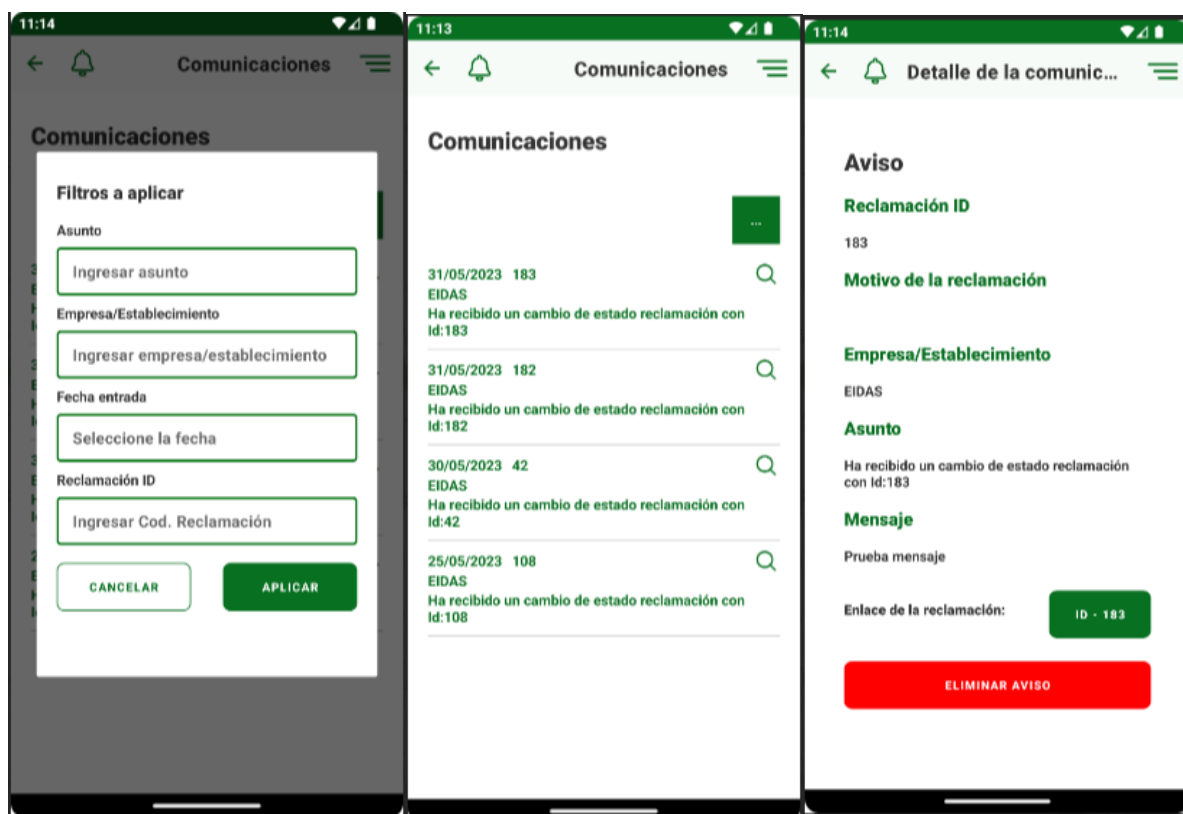 11:14
Comunicaciones
Comunicaciones
Filtros a aplicar
Asunto
Ingresar asunto
Empresa/Establecimiento
Ingresar empresa/establecimiento
Fecha entrada
Seleccione la fecha
Reclamación ID
Ingresar Cod. Reclamación
CANCELAR
APLICAR
11:13
Comunicaciones
Comunicaciones
...
31/05/2023 183
EIDAS
Ha recibido un cambio de estado reclamación con
Id:183
31/05/2023 182
EIDAS
Ha recibido un cambio de estado reclamación con
Id:182
30/05/2023 42
EIDAS
Ha recibido un cambio de estado reclamación con
Id:42
25/05/2023 108
EIDAS
Ha recibido un cambio de estado reclamación con
Id:108
11:14
Detalle de la comunic...
Aviso
Reclamación ID
183
Motivo de la reclamación
Empresa/Establecimiento
EIDAS
Asunto
Ha recibido un cambio de estado reclamación
con Id:183
Mensaje
Prueba mensaje
Enlace de la reclamación:
ID - 183
ELIMINAR AVISO